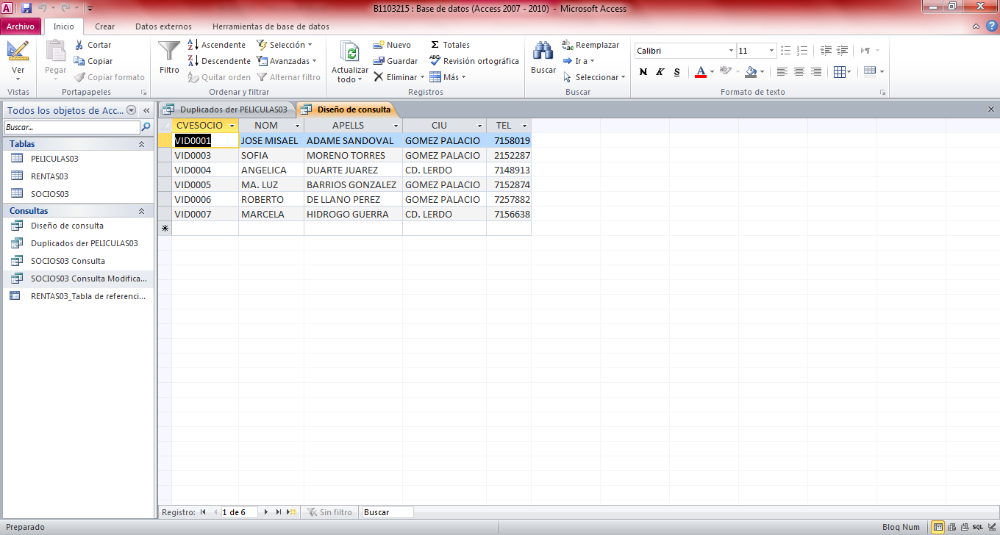 B1103215 : Base de datos (Access 2007 - 2010) - Microsoft Access
Archivo Inicio Crear Datos externos Herramientas de base de datos
Ver
Vistas
Pegar
Cortar
Copiar
Copiar formato
Portapapeles
Filtro
Ascendente
Descendente
Quitar orden
Selección
Avanzadas
Alternar filtro
Ordenar y filtrar
Actualizar todo
Nuevo
Guardar
Eliminar
Totales
Revisión ortográfica
Más
Registros
Buscar
Reemplazar
Ir a
Seleccionar
Buscar
Calibri 11
N K S
Formato de texto
Todos los objetos de Acc...
Buscar...
Tablas
PELICULAS03
RENTAS03
SOCIOS03
Consultas
Diseño de consulta
Duplicados der PELICULAS03
SOCIOS03 Consulta
SOCIOS03 Consulta Modifica...
RENTAS03_Tabla de referenci...
Duplicados der PELICULAS03 Diseño de consulta
CVESOCIO NOM APELLS CIU TEL
VID0001 JOSE MISAEL ADAME SANDOVAL GOMEZ PALACIO 7158019
VID0003 SOFIA MORENO TORRES GOMEZ PALACIO 2152287
VID0004 ANGELICA DUARTE JUAREZ CD. LERDO 7148913
VID0005 MA. LUZ BARRIOS GONZALEZ GOMEZ PALACIO 7152874
VID0006 ROBERTO DE LLANO PEREZ GOMEZ PALACIO 7257882
VID0007 MARCELA HIDROGO GUERRA CD. LERDO 7156638
Registro: 1 de 6 Sin filtro Buscar
Preparado Bloq Num SQL